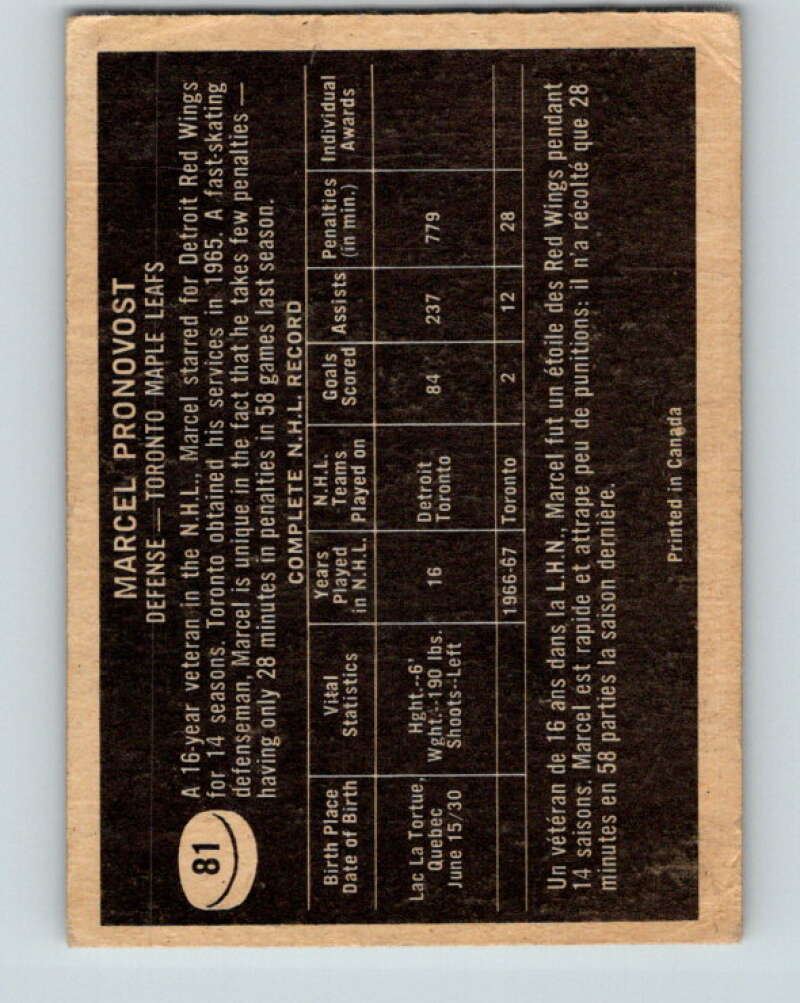 MARCEL PRONOVOST
DEFENSE — TORONTO MAPLE LEAFS
81
A 16-year veteran in the N.H.L., Marcel starred for Detroit Red Wings
for 14 seasons. Toronto obtained his services in 1965. A fast-skating
defenseman, Marcel is unique in the fact that he takes few penalties —
having only 28 minutes in penalties in 58 games last season.
COMPLETE N.H.L. RECORD
Birth Place
Date of Birth
Vital
Statistics
Years
Played
in N.H.L.
N.H.L.
Teams
Played on
Goals
Scored
Assists
Penalties
(in min.)
Individual
Awards
Lac La Tortue,
Quebec
June 15/30
Hght.--6'
Wght.--190 lbs.
Shoots--Left
16
Detroit
Toronto
84
237
779
1966-67
Toronto
2
12
28
Un vétéran de 16 ans dans la L.H.N., Marcel fut un étoile des Red Wings pendant
14 saisons. Marcel est rapide et attrape peu de punitions: il n'a récolté que 28
minutes en 58 parties la saison dernière.
Printed in Canada